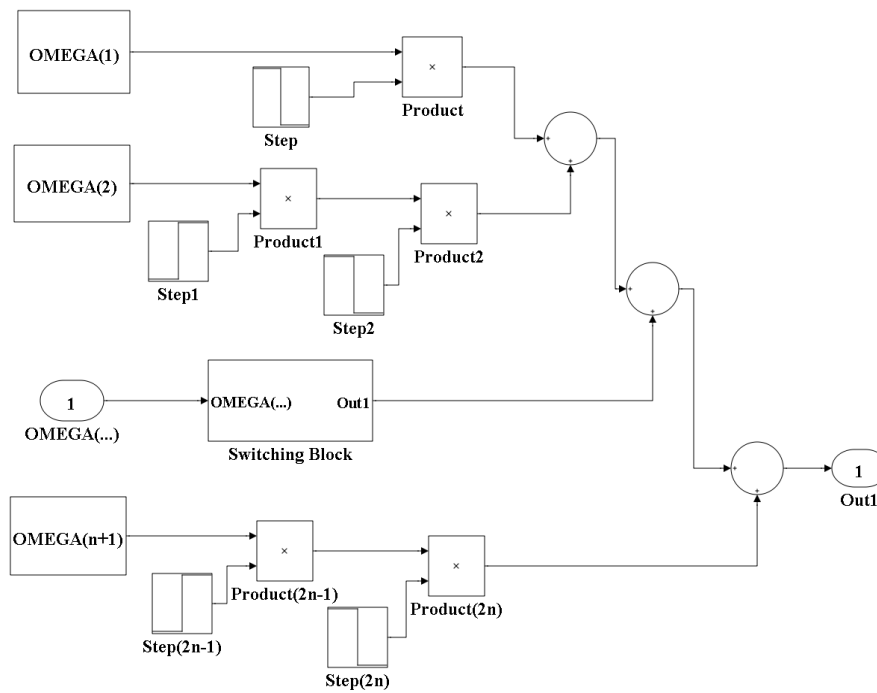 OMEGA(1)
×
Product
Step
+
+
OMEGA(2)
×
Product1
×
Product2
Step1
Step2
+
+
1
OMEGA(...)
OMEGA(...) Out1
Switching Block
+
+
1
Out1
OMEGA(n+1)
×
Product(2n-1)
×
Product(2n)
Step(2n-1)
Step(2n)